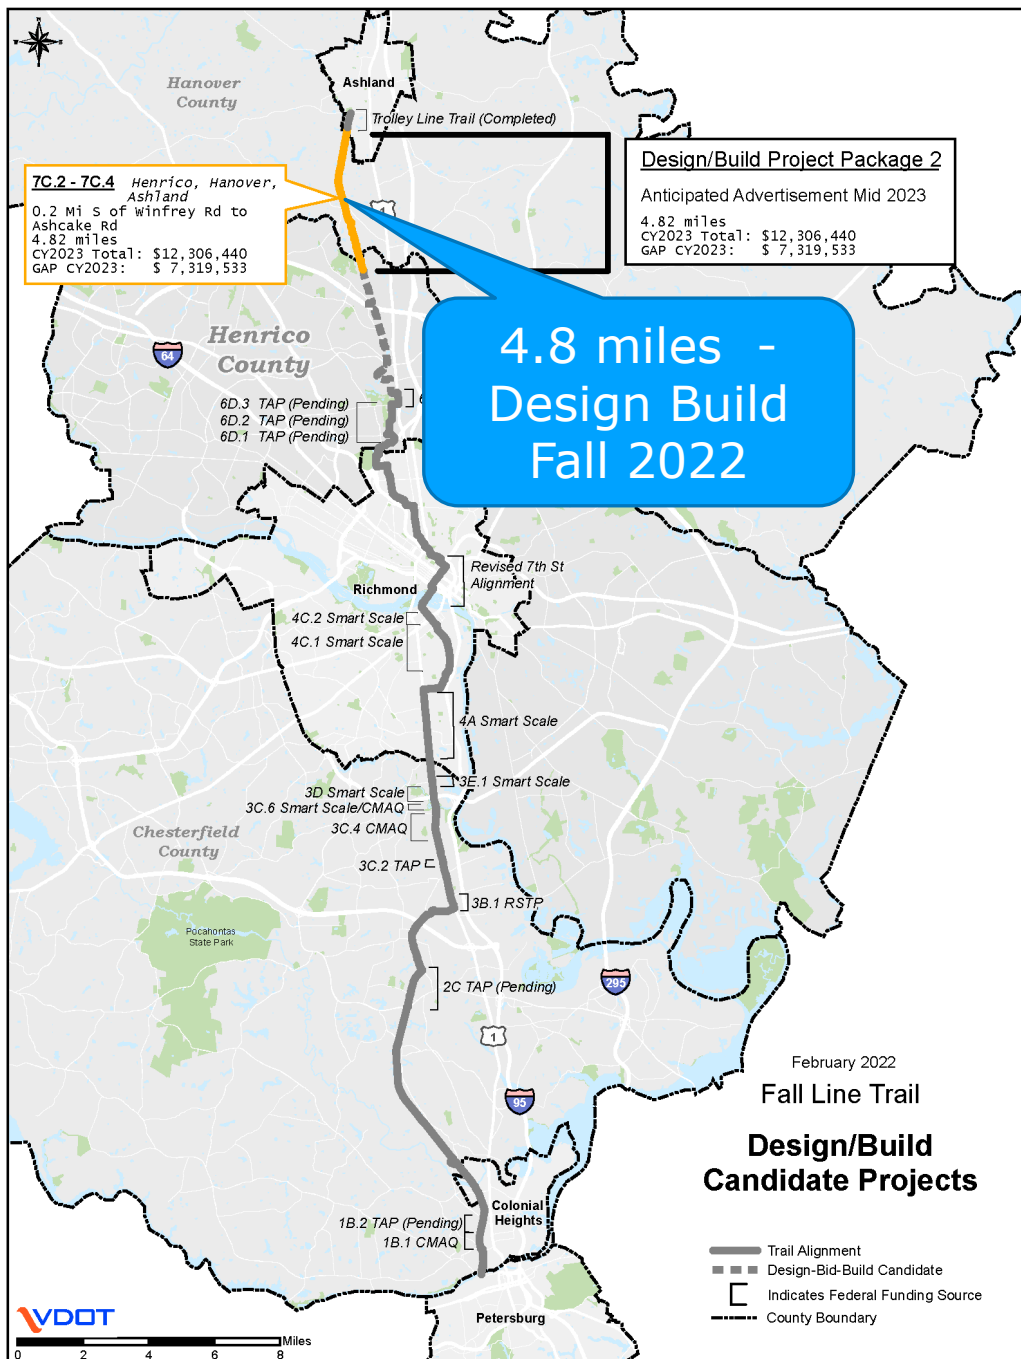 Hanover
County
Ashland
Trolley Line Trail (Completed)
7C.2 - 7C.4 Henrico, Hanover,
Ashland
0.2 Mi S of Winfrey Rd to
Ashcake Rd
4.82 miles
CY2023 Total: $12,306,440
GAP CY2023: $ 7,319,533
Design/Build Project Package 2
Anticipated Advertisement Mid 2023
4.82 miles
CY2023 Total: $12,306,440
GAP CY2023: $ 7,319,533
1
4.8 miles -
Design Build
Fall 2022
Henrico
County
64
6D.3 TAP (Pending)
6D.2 TAP (Pending)
6D.1 TAP (Pending)
Revised 7th St
Alignment
Richmond
4C.2 Smart Scale
4C.1 Smart Scale
4A Smart Scale
3E.1 Smart Scale
3D Smart Scale
3C.6 Smart Scale/CMAQ
3C.4 CMAQ
Chesterfield
County
3C.2 TAP
3B.1 RSTP
Pocahontas
State Park
2C TAP (Pending)
295
1
95
February 2022
Fall Line Trail
Design/Build
Candidate Projects
Colonial
Heights
1B.2 TAP (Pending)
1B.1 CMAQ
Trail Alignment
Design-Bid-Build Candidate
Indicates Federal Funding Source
County Boundary
Petersburg
VDOT
Miles
0 2 4 6 8